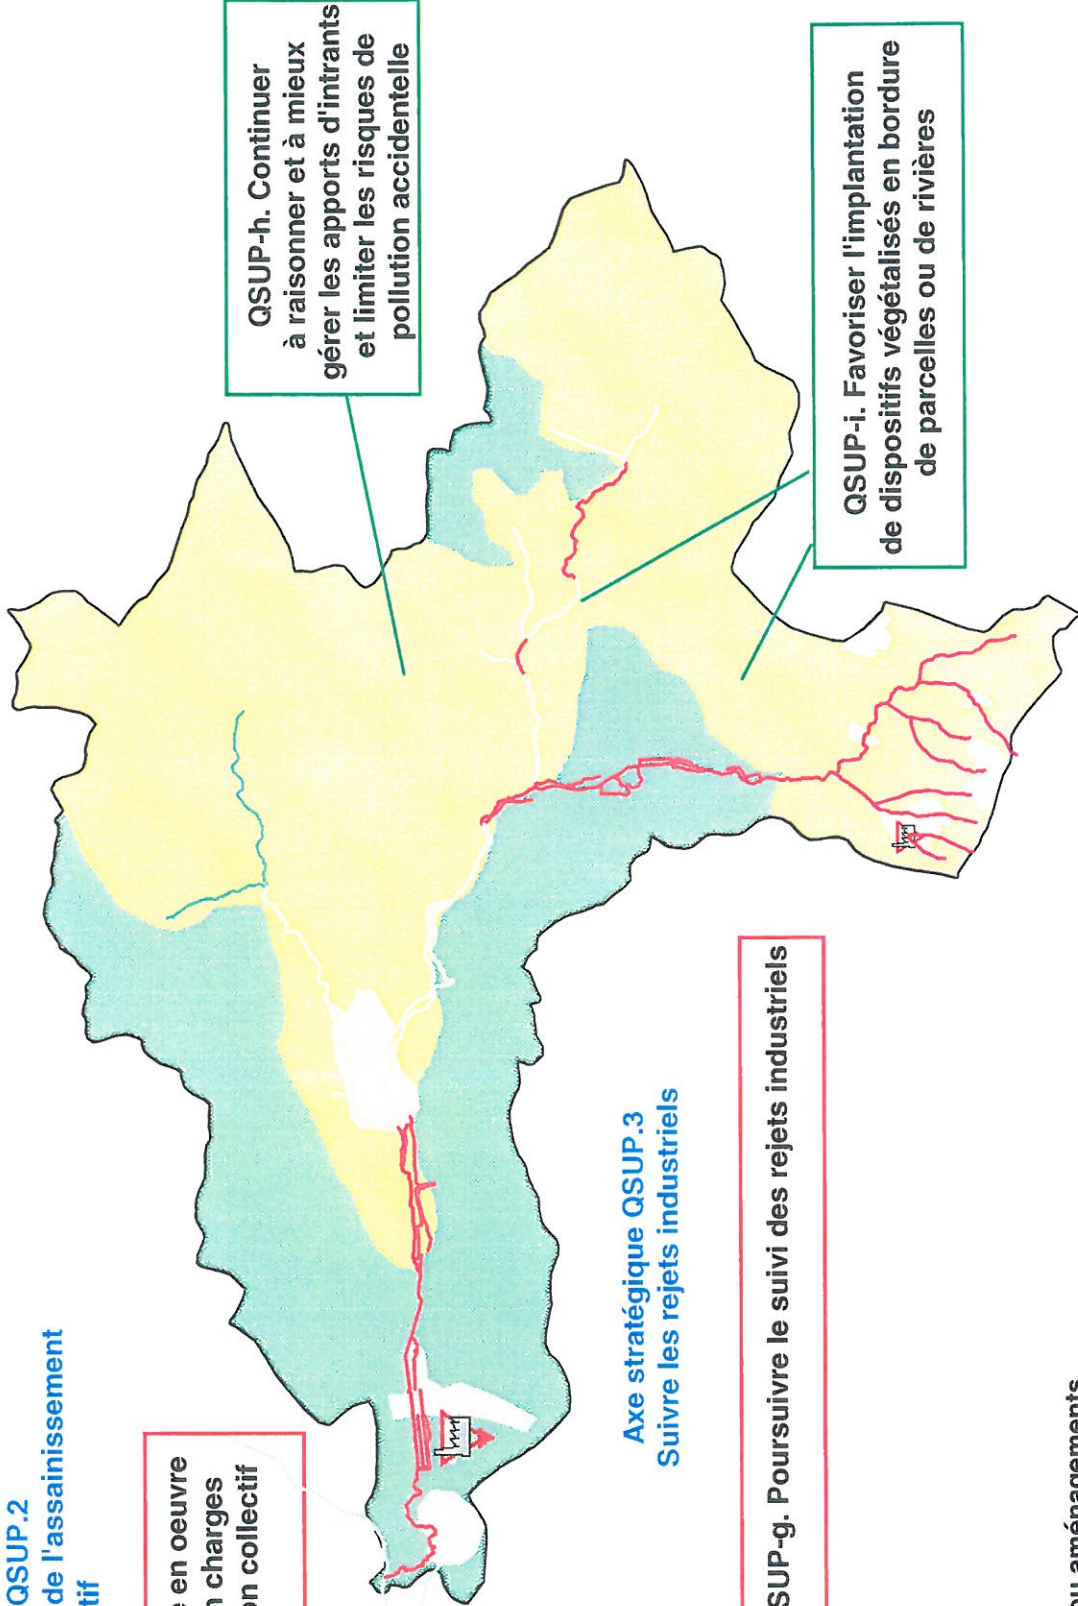 QSUP.2
de l'assainissement
tif
en oeuvre
charges
collectif
QSUP-h. Continuer
à raisonner et à mieux
gérer les apports d'intrants
et limiter les risques de
pollution accidentelle
QSUP-i. Favoriser l'implantation
de dispositifs végétalisés en bordure
de parcelles ou de rivières
Axe stratégique QSUP.3
Suivre les rejets industriels
SUP-g. Poursuivre le suivi des rejets industriels
ou aménagements